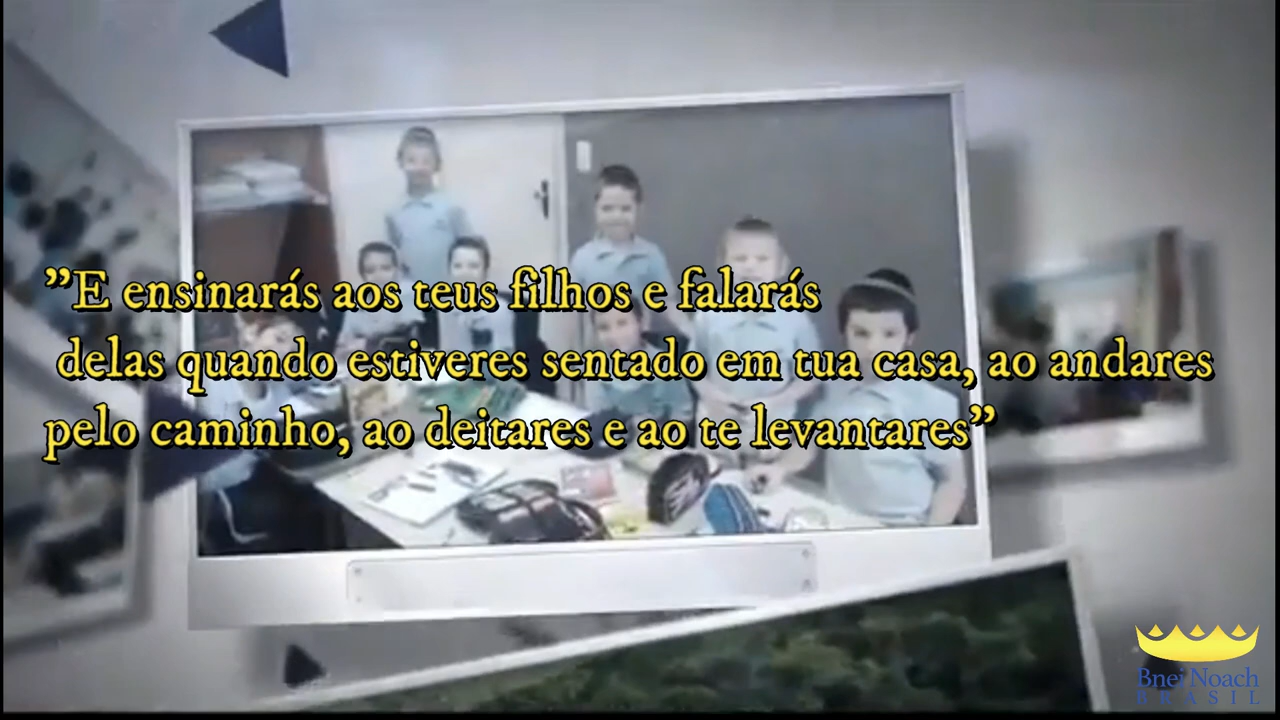 ”E ensinarás aos teus filhos e falarás
delas quando estiveres sentado em tua casa, ao andares
pelo caminho, ao deitares e ao te levantares”
Bnei Noach
BRASIL